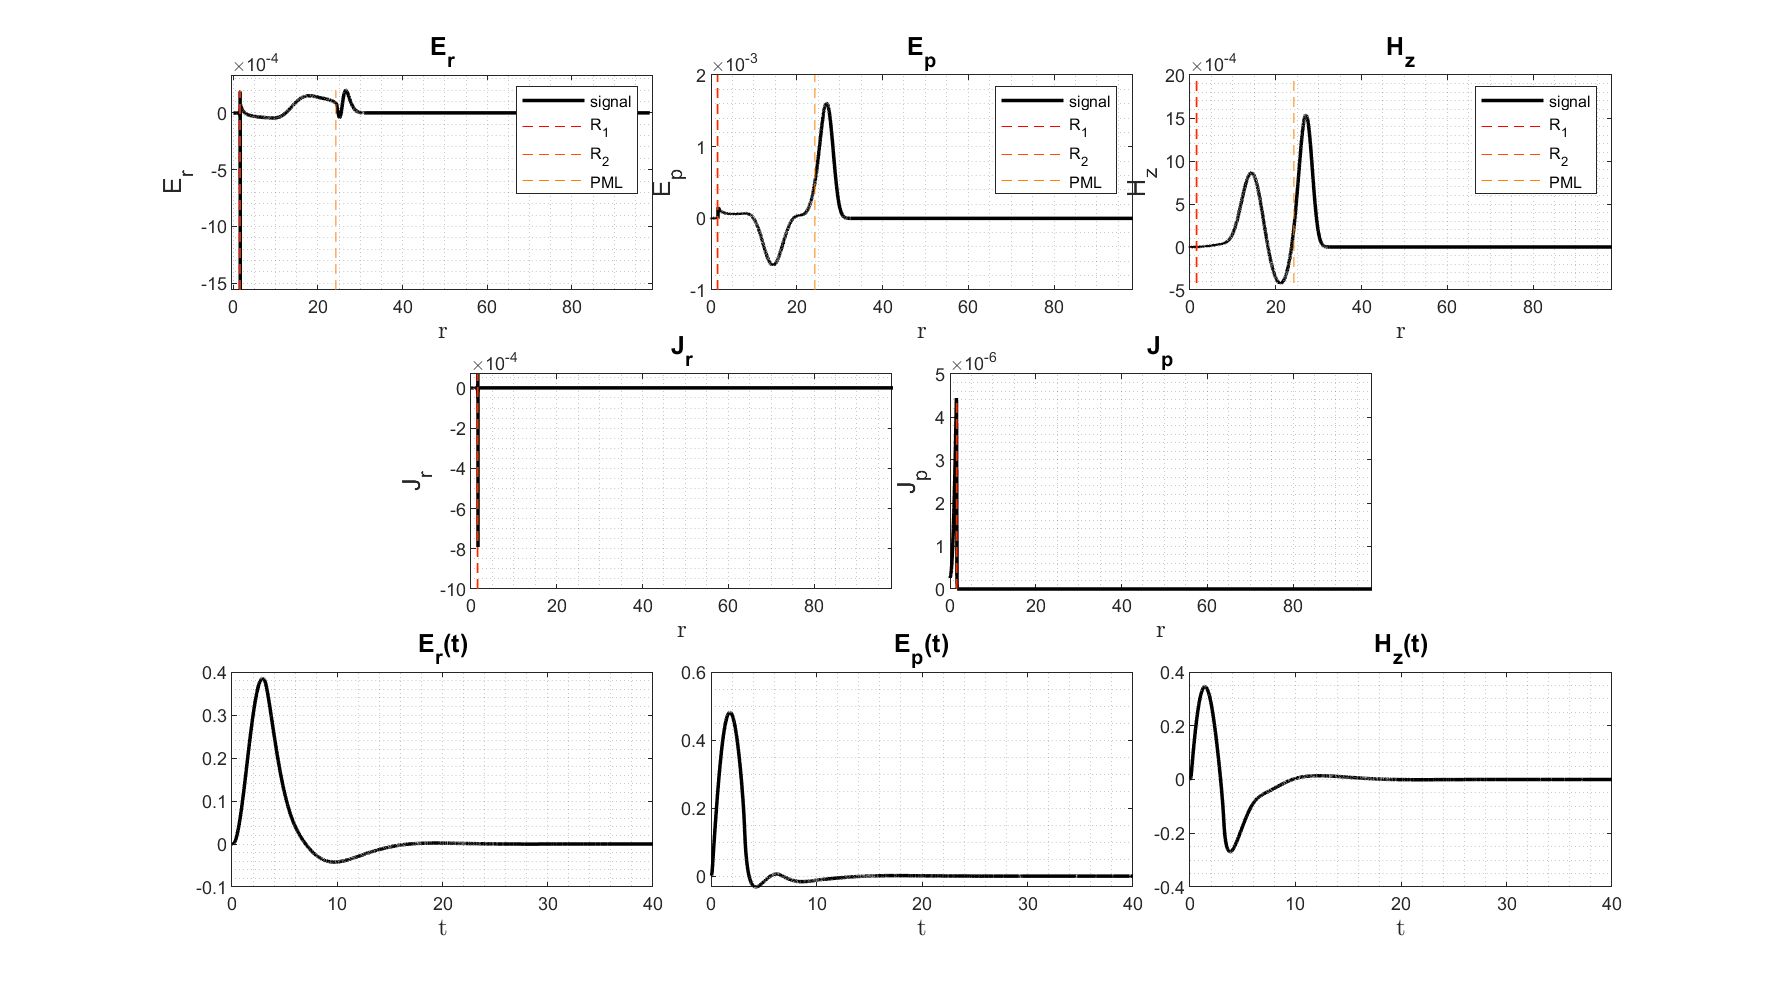 E_r
×10^-4
0
-5
-10
-15
E_r
0
20
40
60
80
r
signal
R_1
R_2
PML
E_p
×10^-3
2
1
0
-1
E_p
0
20
40
60
80
r
signal
R_1
R_2
PML
H_z
×10^-4
20
15
10
5
0
-5
H_z
0
20
40
60
80
r
signal
R_1
R_2
PML
J_r
×10^-4
0
-2
-4
-6
-8
-10
J_r
0
20
40
60
80
r
J_p
×10^-6
5
4
3
2
1
0
J_p
0
20
40
60
80
r
E_r(t)
0.4
0.3
0.2
0.1
0
-0.1
0
10
20
30
40
t
E_p(t)
0.6
0.4
0.2
0
0
10
20
30
40
t
H_z(t)
0.4
0.2
0
-0.2
-0.4
0
10
20
30
40
t